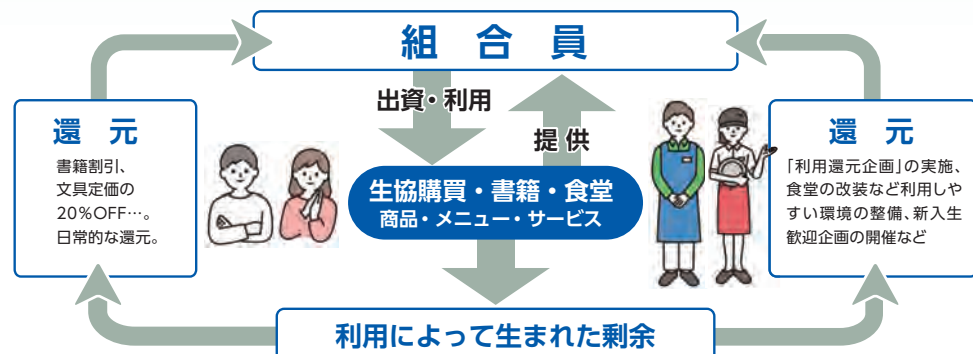 組合員
出資・利用
提供
還元
書籍割引、
文具定価の
20%OFF…。
日常的な還元。
生協購買・書籍・食堂
商品・メニュー・サービス
還元
「利用還元企画」の実施、
食堂の改装など利用しや
すい環境の整備、新入生
歓迎企画の開催など
利用によって生まれた剰余